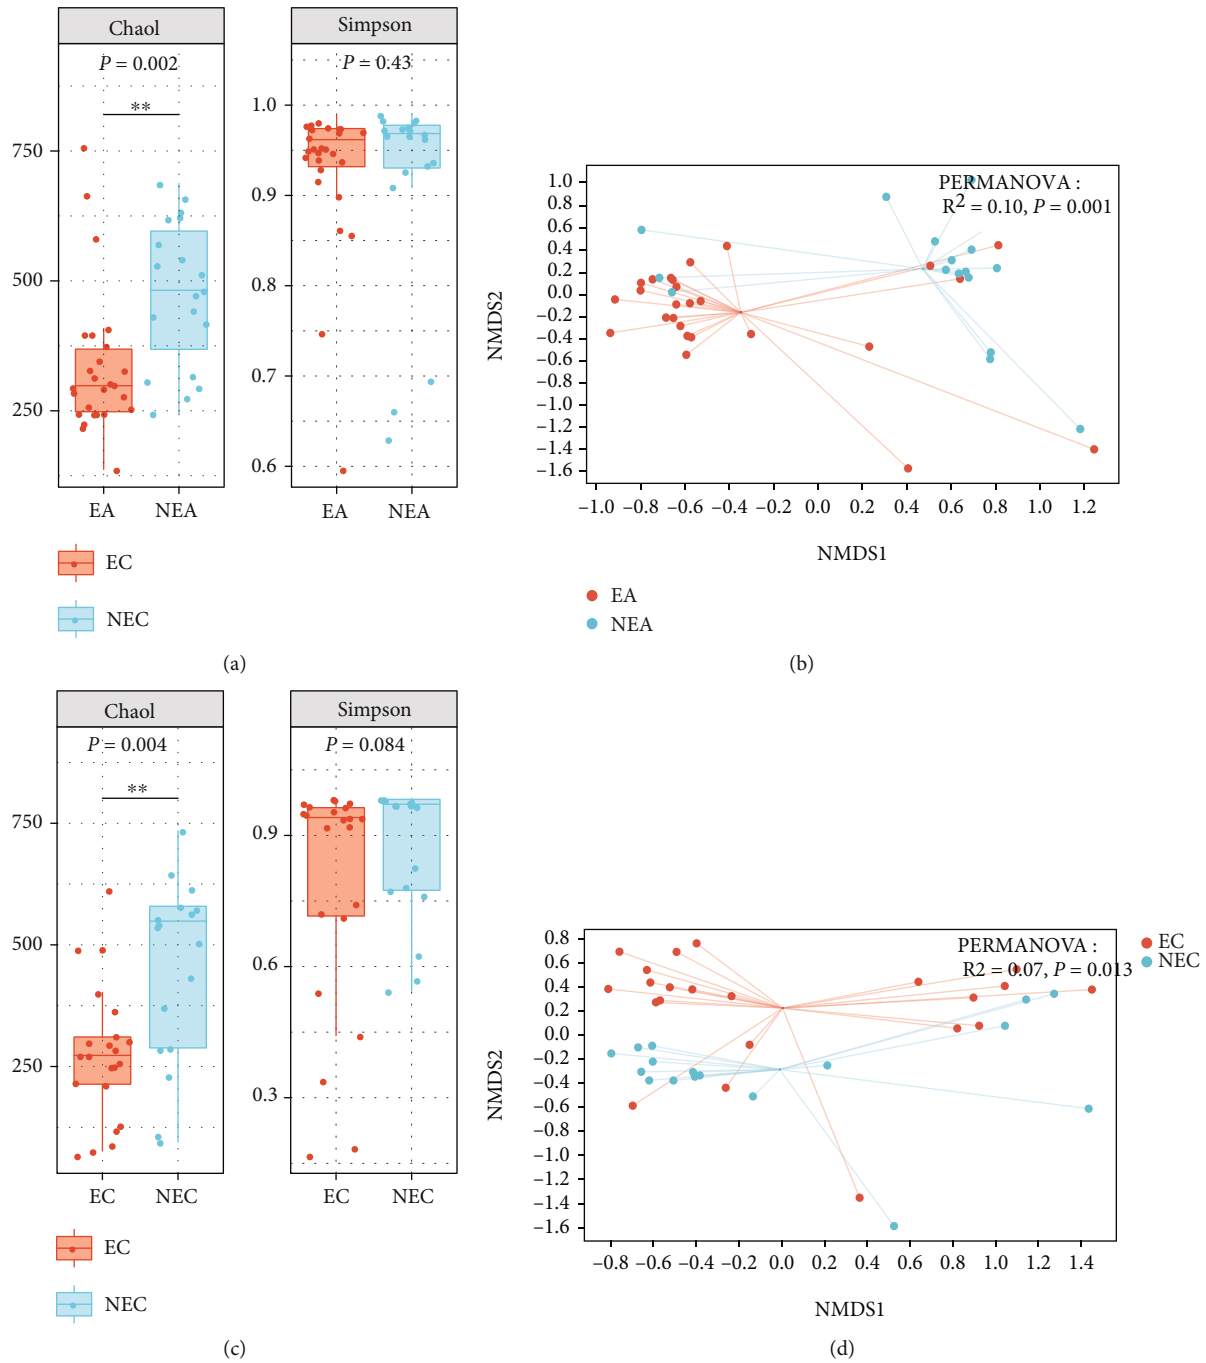 Chaol
P = 0.002
**
750
500
250
EA NEA
Simpson
P = 0.43
1.0
0.9
0.8
0.7
0.6
EA NEA
EC
NEC
(a)
PERMANOVA :
R2 = 0.10, P = 0.001
NMDS2
1.0
0.8
0.6
0.4
0.2
0.0
–0.2
–0.4
–0.6
–0.8
–1.0
–1.2
–1.4
–1.6
–1.0 –0.8 –0.6 –0.4 –0.2 0.0 0.2 0.4 0.6 0.8 1.0 1.2
NMDS1
EA
NEA
(b)
Chaol
P = 0.004
**
750
500
250
EC NEC
Simpson
P = 0.084
0.9
0.6
0.3
EC NEC
EC
NEC
(c)
PERMANOVA :
R2 = 0.07, P = 0.013
EC
NEC
NMDS2
0.8
0.6
0.4
0.2
0.0
–0.2
–0.4
–0.6
–0.8
–1.0
–1.2
–1.4
–1.6
–0.8 –0.6 –0.4 –0.2 0.0 0.2 0.4 0.6 0.8 1.0 1.2 1.4
NMDS1
(d)